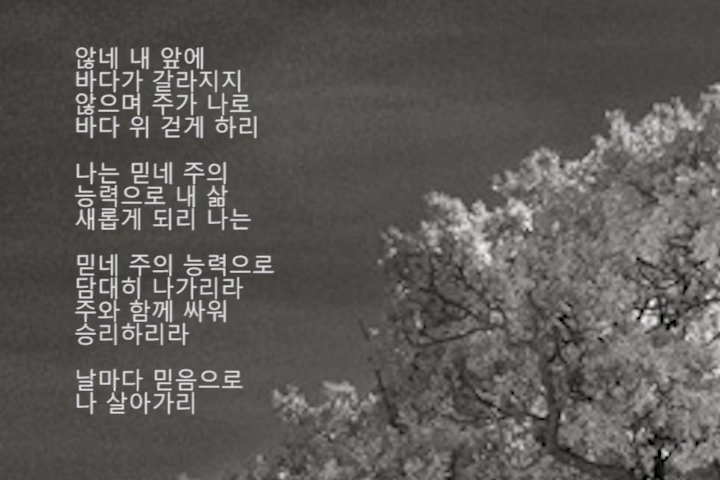 않네 내 앞에
바다가 갈라지지
않으며 주가 나로
바다 위 걷게 하리
나는 믿네 주의
능력으로 내 삶
새롭게 되리 나는
믿네 주의 능력으로
담대히 나가리라
주와 함께 싸워
승리하리라
날마다 믿음으로
나 살아가리